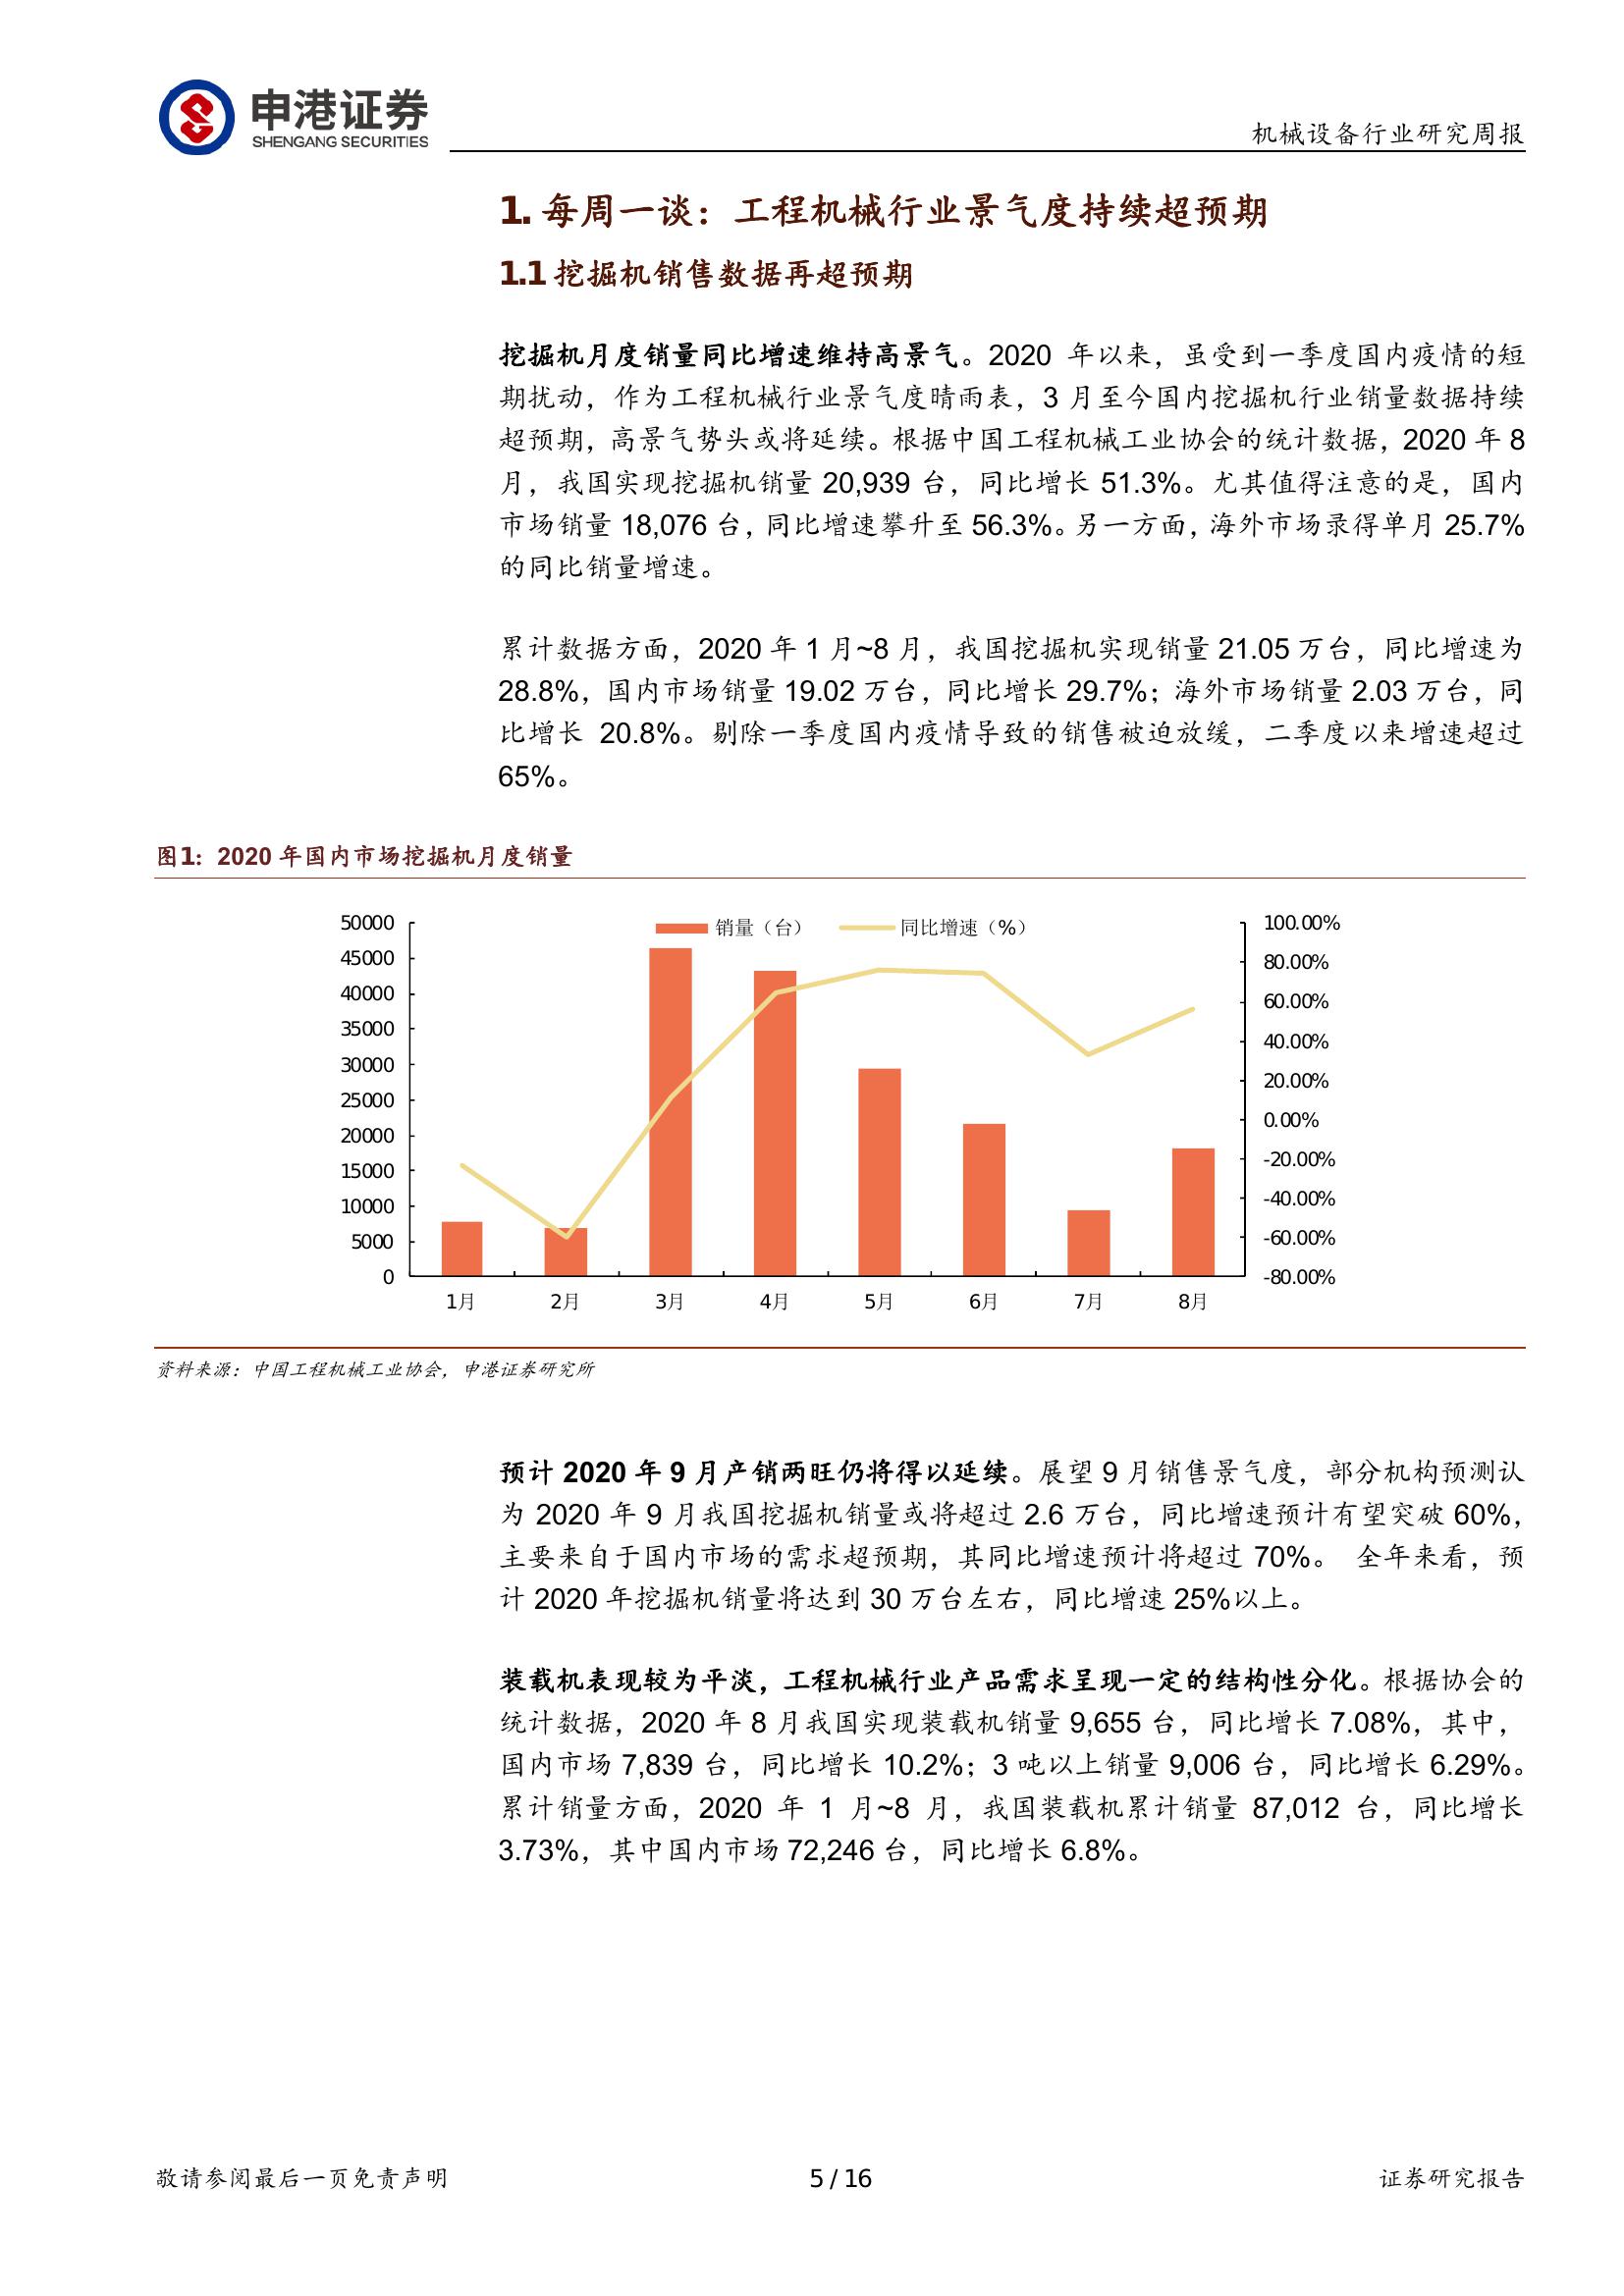 申港证券
SHENGANG SECURITIES
机械设备行业研究周报
1. 每周一谈：工程机械行业景气度持续超预期
1.1 挖掘机销售数据再超预期
挖掘机月度销量同比增速维持高景气。2020 年以来，虽受到一季度国内疫情的短
期扰动，作为工程机械行业景气度晴雨表，3 月至今国内挖掘机行业销量数据持续
超预期，高景气势头或将延续。根据中国工程机械工业协会的统计数据，2020 年 8
月，我国实现挖掘机销量 20,939 台，同比增长 51.3%。尤其值得注意的是，国内
市场销量 18,076 台，同比增速攀升至 56.3%。另一方面，海外市场录得单月 25.7%
的同比销量增速。
累计数据方面，2020 年 1 月~8 月，我国挖掘机实现销量 21.05 万台，同比增速为
28.8%，国内市场销量 19.02 万台，同比增长 29.7%；海外市场销量 2.03 万台，同
比增长 20.8%。剔除一季度国内疫情导致的销售被迫放缓，二季度以来增速超过
65%。
图1：2020 年国内市场挖掘机月度销量
销量（台） 同比增速（%）
50000
45000
40000
35000
30000
25000
20000
15000
10000
5000
0
100.00%
80.00%
60.00%
40.00%
20.00%
0.00%
-20.00%
-40.00%
-60.00%
-80.00%
1月 2月 3月 4月 5月 6月 7月 8月
资料来源：中国工程机械工业协会，申港证券研究所
预计 2020 年 9 月产销两旺仍将得以延续。展望 9 月销售景气度，部分机构预测认
为 2020 年 9 月我国挖掘机销量或将超过 2.6 万台，同比增速预计有望突破 60%，
主要来自于国内市场的需求超预期，其同比增速预计将超过 70%。 全年来看，预
计 2020 年挖掘机销量将达到 30 万台左右，同比增速 25%以上。
装载机表现较为平淡，工程机械行业产品需求呈现一定的结构性分化。根据协会的
统计数据，2020 年 8 月我国实现装载机销量 9,655 台，同比增长 7.08%，其中，
国内市场 7,839 台，同比增长 10.2%；3 吨以上销量 9,006 台，同比增长 6.29%。
累计销量方面，2020 年 1 月~8 月，我国装载机累计销量 87,012 台，同比增长
3.73%，其中国内市场 72,246 台，同比增长 6.8%。
敬请参阅最后一页免责声明
5 / 16
证券研究报告